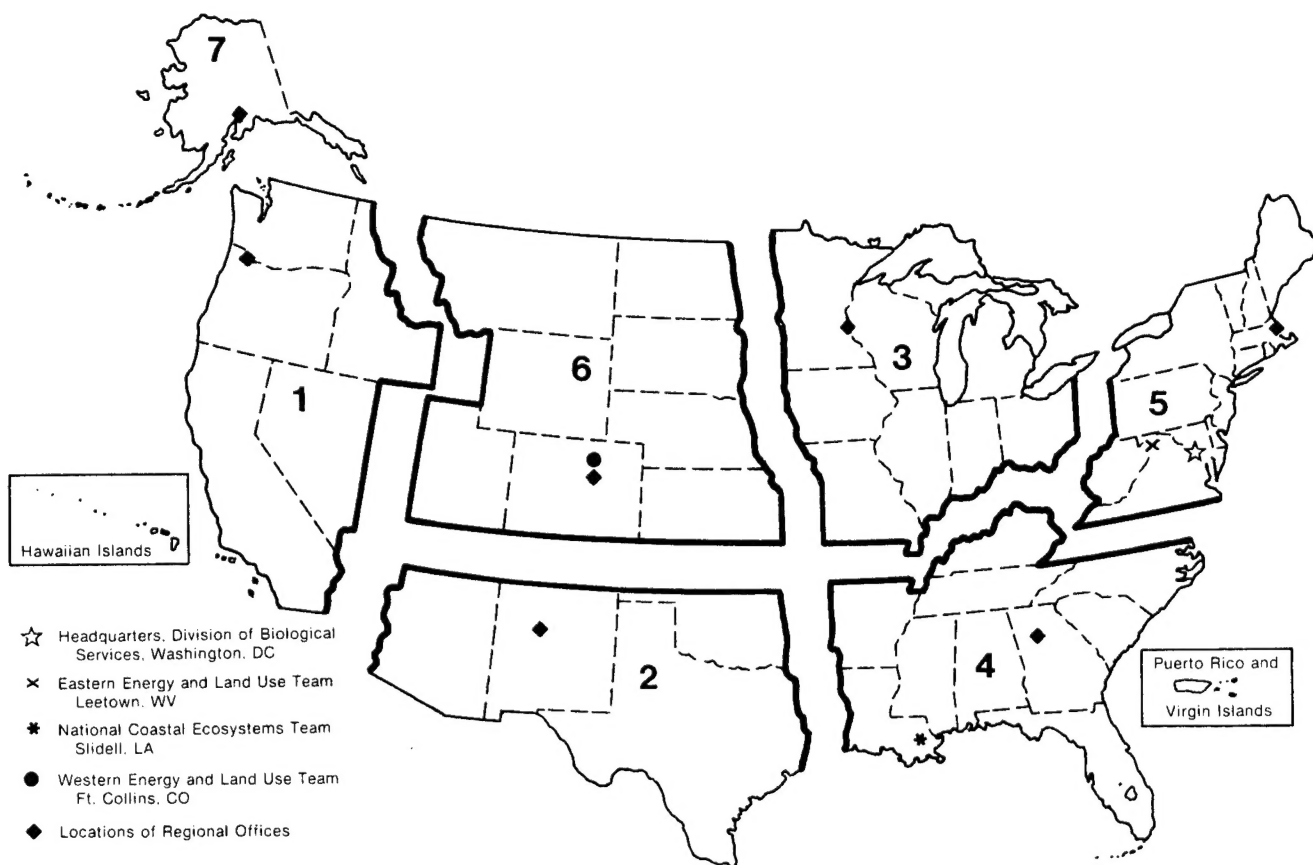 7
6
3
1
5
Hawaiian Islands
☆ Headquarters, Division of Biological
Services, Washington, DC
× Eastern Energy and Land Use Team
Leetown, WV
* National Coastal Ecosystems Team
Slidell, LA
● Western Energy and Land Use Team
Ft. Collins, CO
◆ Locations of Regional Offices
2
4
Puerto Rico and
Virgin Islands